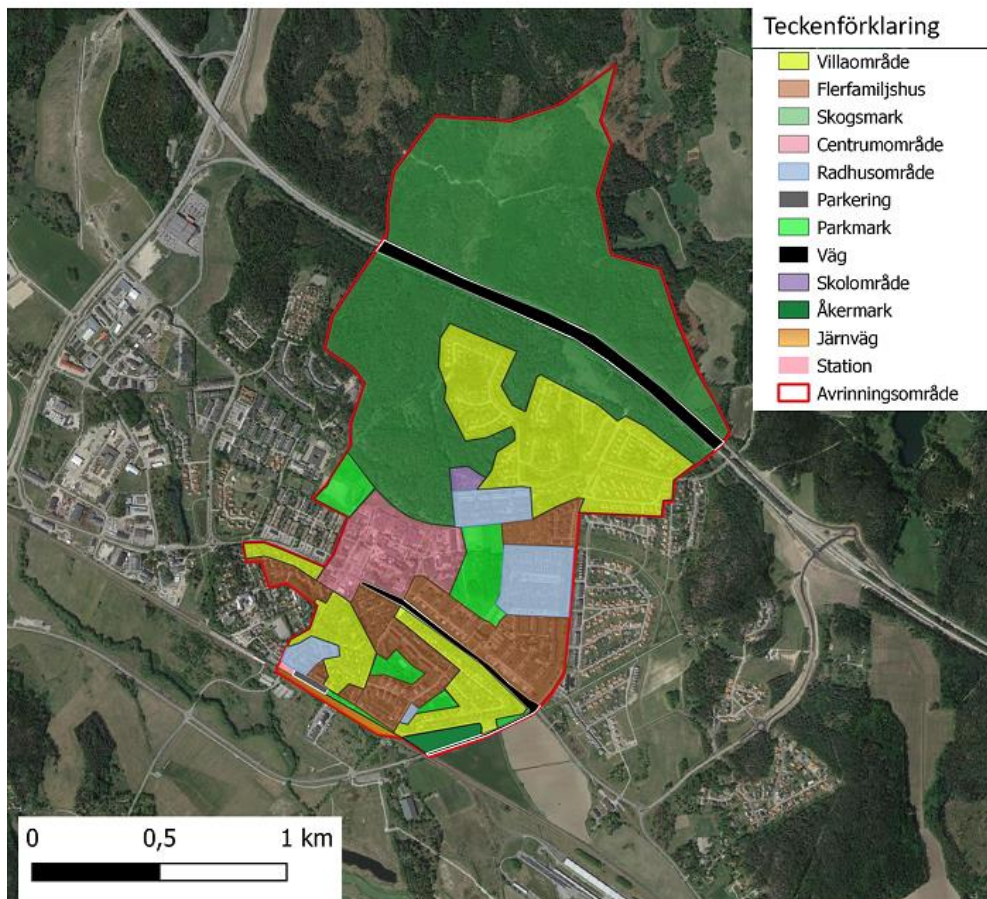 Teckenförklaring
Villaområde
Flerfamiljshus
Skogsmark
Centrumområde
Radhusområde
Parkering
Parkmark
Väg
Skolområde
Åkermark
Järnväg
Station
Avrinningsområde
0 0,5 1 km